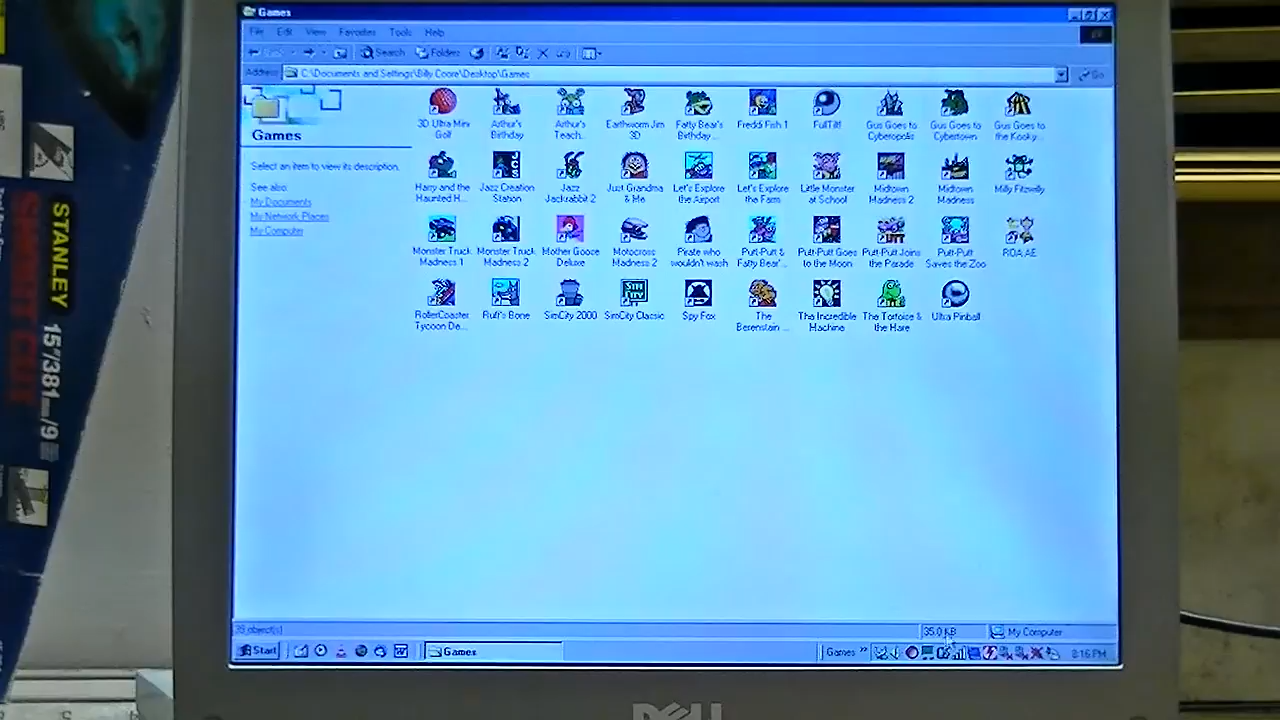 Games
File Edit View Favorites Tools Help
Search Folders
Address C:\Documents and Settings\Billy Coore\Desktop\Games Go
Games
Select an item to view its description.
See also:
My Documents
My Network Places
My Computer
3D Ultra Mini Golf
Arthur's Birthday
Arthur's Teach...
Earthworm Jim 3D
Fatty Bear's Birthday ...
Freddi Fish 1
FullTilt!
Gus Goes to Cyberopolis
Gus Goes to Cybertown
Gus Goes to the Kooky...
Harry and the Haunted H...
Jazz Creation Station
Jazz Jackrabbit 2
Just Grandma & Me
Let's Explore the Airport
Let's Explore the Farm
Little Monster at School
Midtown Madness 2
Midtown Madness
Milly Fitzwilly
Monster Truck Madness 1
Monster Truck Madness 2
Mother Goose Deluxe
Motocross Madness 2
Pirate who wouldn't wash
Putt-Putt & Fatty Bear'...
Putt-Putt Goes to the Moon
Putt-Putt Joins the Parade
Putt-Putt Saves the Zoo
ROA AE
RollerCoaster Tycoon De...
Ruff's Bone
SimCity 2000
SimCity Classic
Spy Fox
The Berenstain ...
The Incredible Machine
The Tortoise & the Hare
Ultra Pinball
39 object(s) 35.0 KB My Computer
Start Games Games » 8:16 PM
DELL
STANLEY
15"/381mm/9